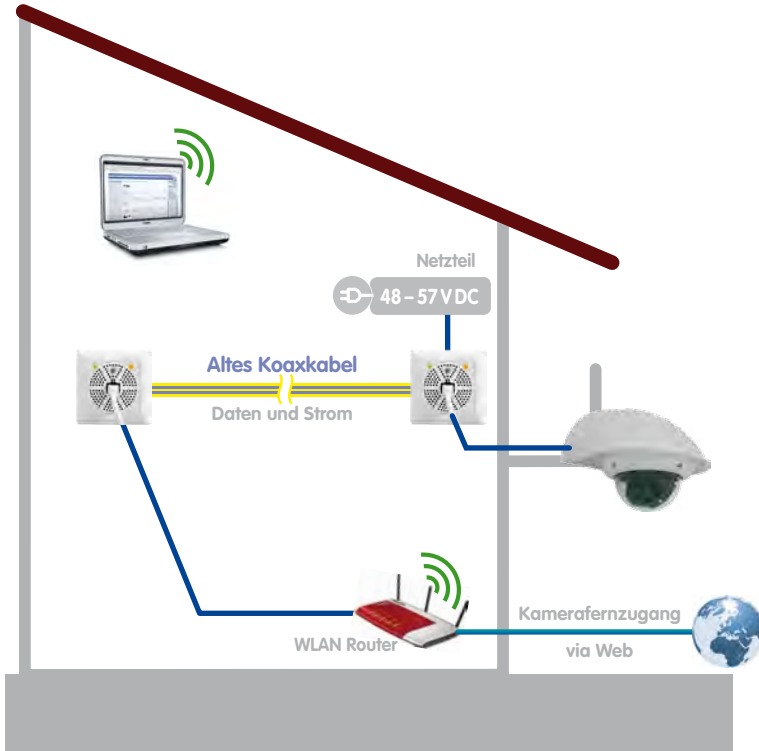 Netzteil
48–57 V DC
Altes Koaxkabel
Daten und Strom
WLAN Router
Kamerafernzugang
via Web